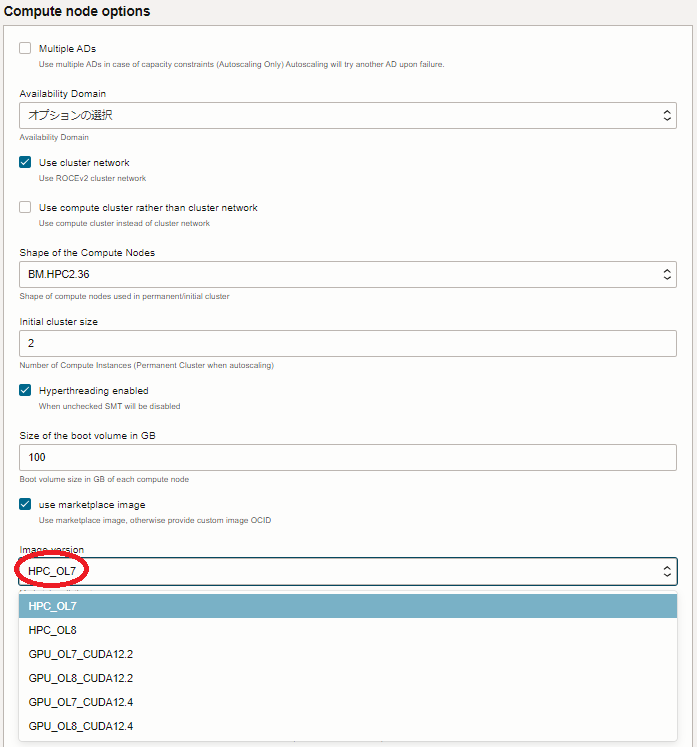 Compute node options
Multiple ADs
Use multiple ADs in case of capacity constraints (Autoscaling Only) Autoscaling will try another AD upon failure.
Availability Domain
オプションの選択
Availability Domain
Use cluster network
Use ROCEv2 cluster network
Use compute cluster rather than cluster network
Use compute cluster instead of cluster network
Shape of the Compute Nodes
BM.HPC2.36
Shape of compute nodes used in permanent/initial cluster
Initial cluster size
2
Number of Compute Instances (Permanent Cluster when autoscaling)
Hyperthreading enabled
When unchecked SMT will be disabled
Size of the boot volume in GB
100
Boot volume size in GB of each compute node
use marketplace image
Use marketplace image, otherwise provide custom image OCID
Image version
HPC_OL7
HPC_OL7
HPC_OL8
GPU_OL7_CUDA12.2
GPU_OL8_CUDA12.2
GPU_OL7_CUDA12.4
GPU_OL8_CUDA12.4